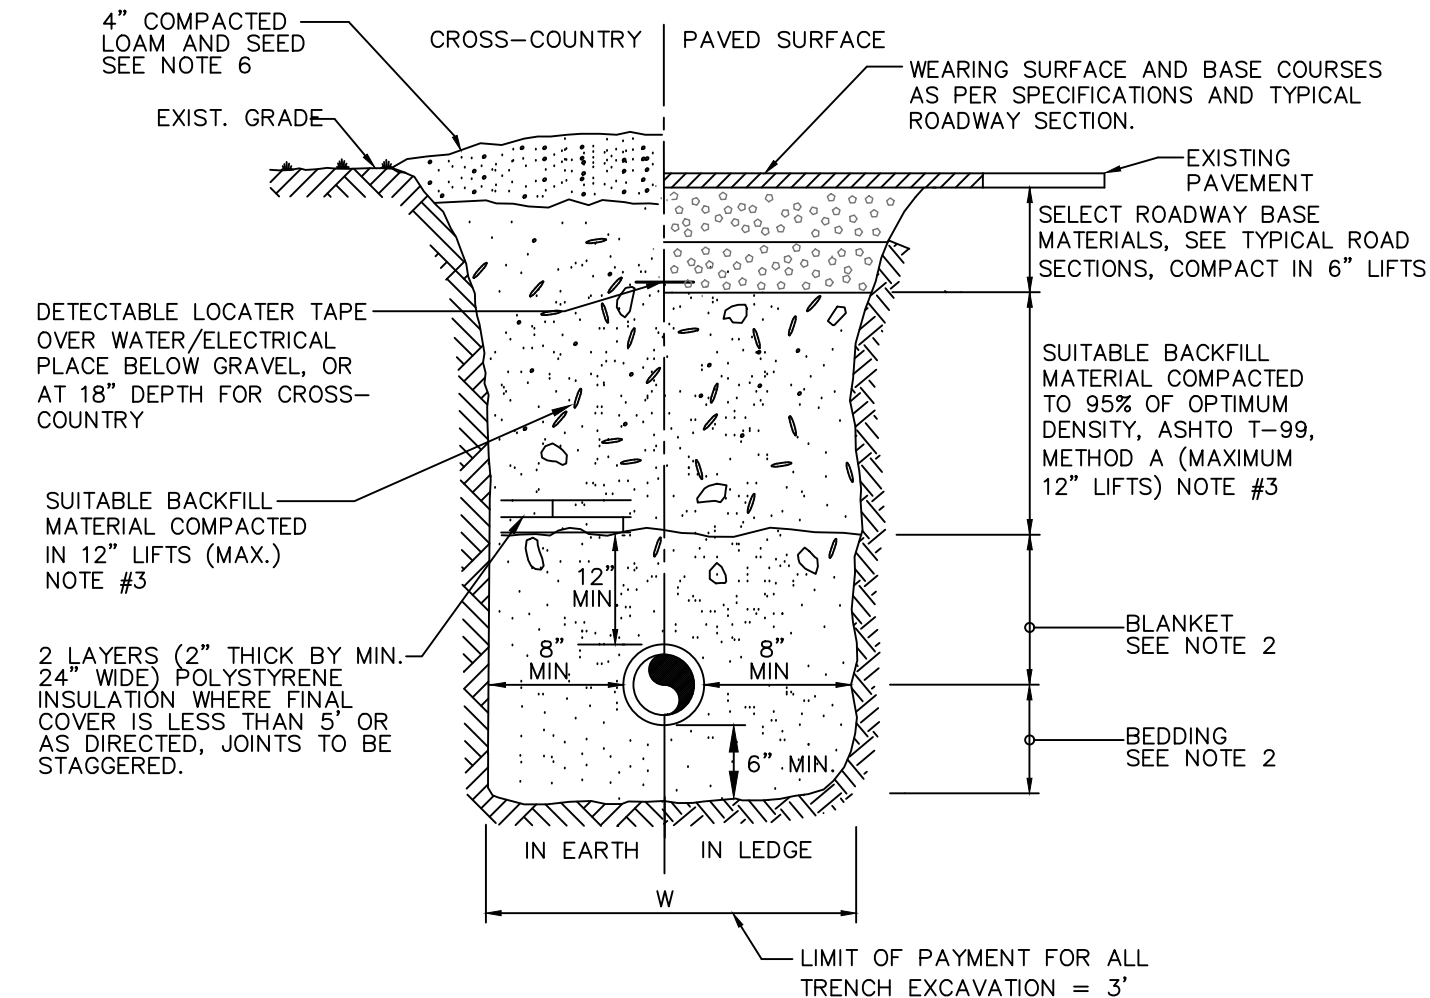 4” COMPACTED
LOAM AND SEED
SEE NOTE 6
CROSS-COUNTRY
PAVED SURFACE
WEARING SURFACE AND BASE COURSES
AS PER SPECIFICATIONS AND TYPICAL
ROADWAY SECTION.
EXIST. GRADE
EXISTING
PAVEMENT
SELECT ROADWAY BASE
MATERIALS, SEE TYPICAL ROAD
SECTIONS, COMPACT IN 6” LIFTS
DETECTABLE LOCATER TAPE
OVER WATER/ELECTRICAL
PLACE BELOW GRAVEL, OR
AT 18” DEPTH FOR CROSS-
COUNTRY
SUITABLE BACKFILL
MATERIAL COMPACTED
TO 95% OF OPTIMUM
DENSITY, ASHTO T-99,
METHOD A (MAXIMUM
12” LIFTS) NOTE #3
SUITABLE BACKFILL
MATERIAL COMPACTED
IN 12” LIFTS (MAX.)
NOTE #3
12”
MIN.
2 LAYERS (2” THICK BY MIN.
24” WIDE) POLYSTYRENE
INSULATION WHERE FINAL
COVER IS LESS THAN 5’ OR
AS DIRECTED, JOINTS TO BE
STAGGERED.
8”
MIN
8”
MIN
BLANKET
SEE NOTE 2
6” MIN.
BEDDING
SEE NOTE 2
IN EARTH
IN LEDGE
W
LIMIT OF PAYMENT FOR ALL
TRENCH EXCAVATION = 3’